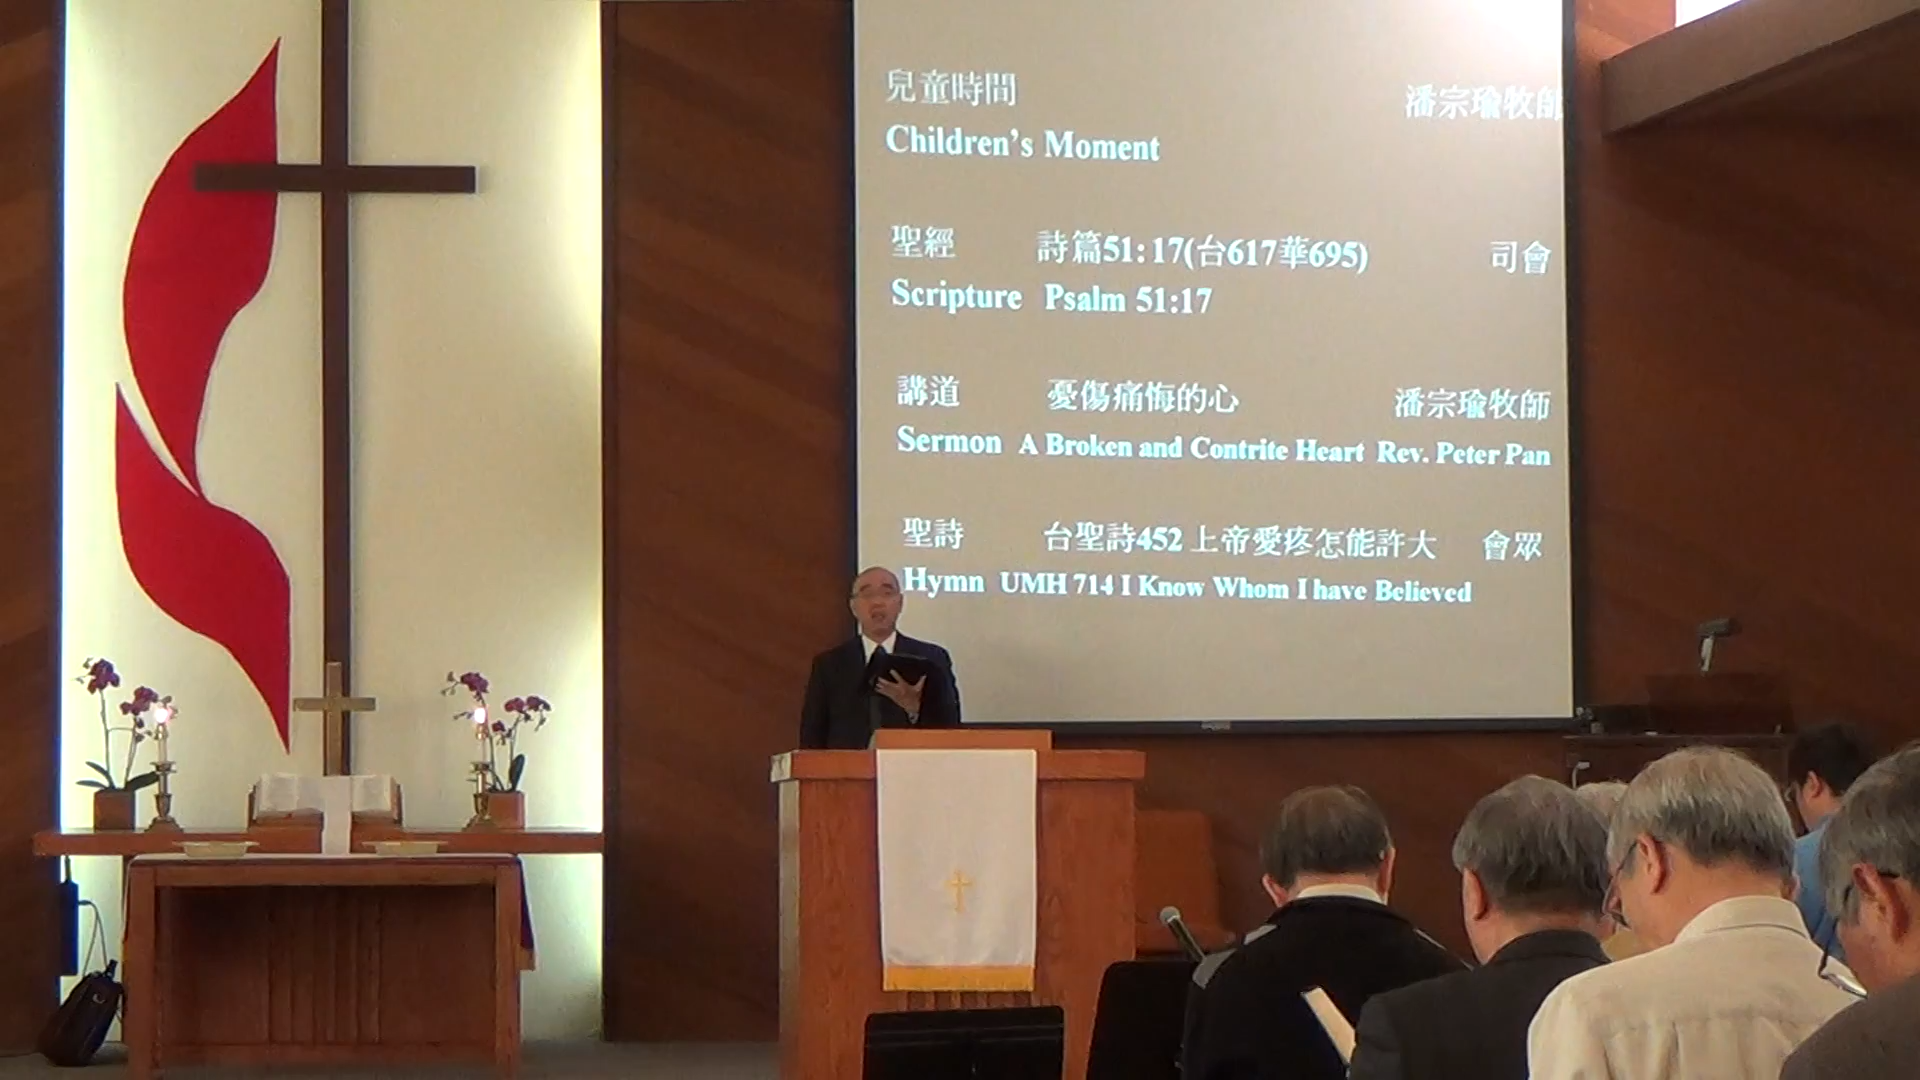 兒童時間 潘宗瑜牧師
Children's Moment
聖經 詩篇51:17(台617華695) 司會
Scripture Psalm 51:17
講道 憂傷痛悔的心 潘宗瑜牧師
Sermon A Broken and Contrite Heart Rev. Peter Pan
聖詩 台聖詩452 上帝愛疼怎能許大 會眾
Hymn UMH 714 I Know Whom I have Believed